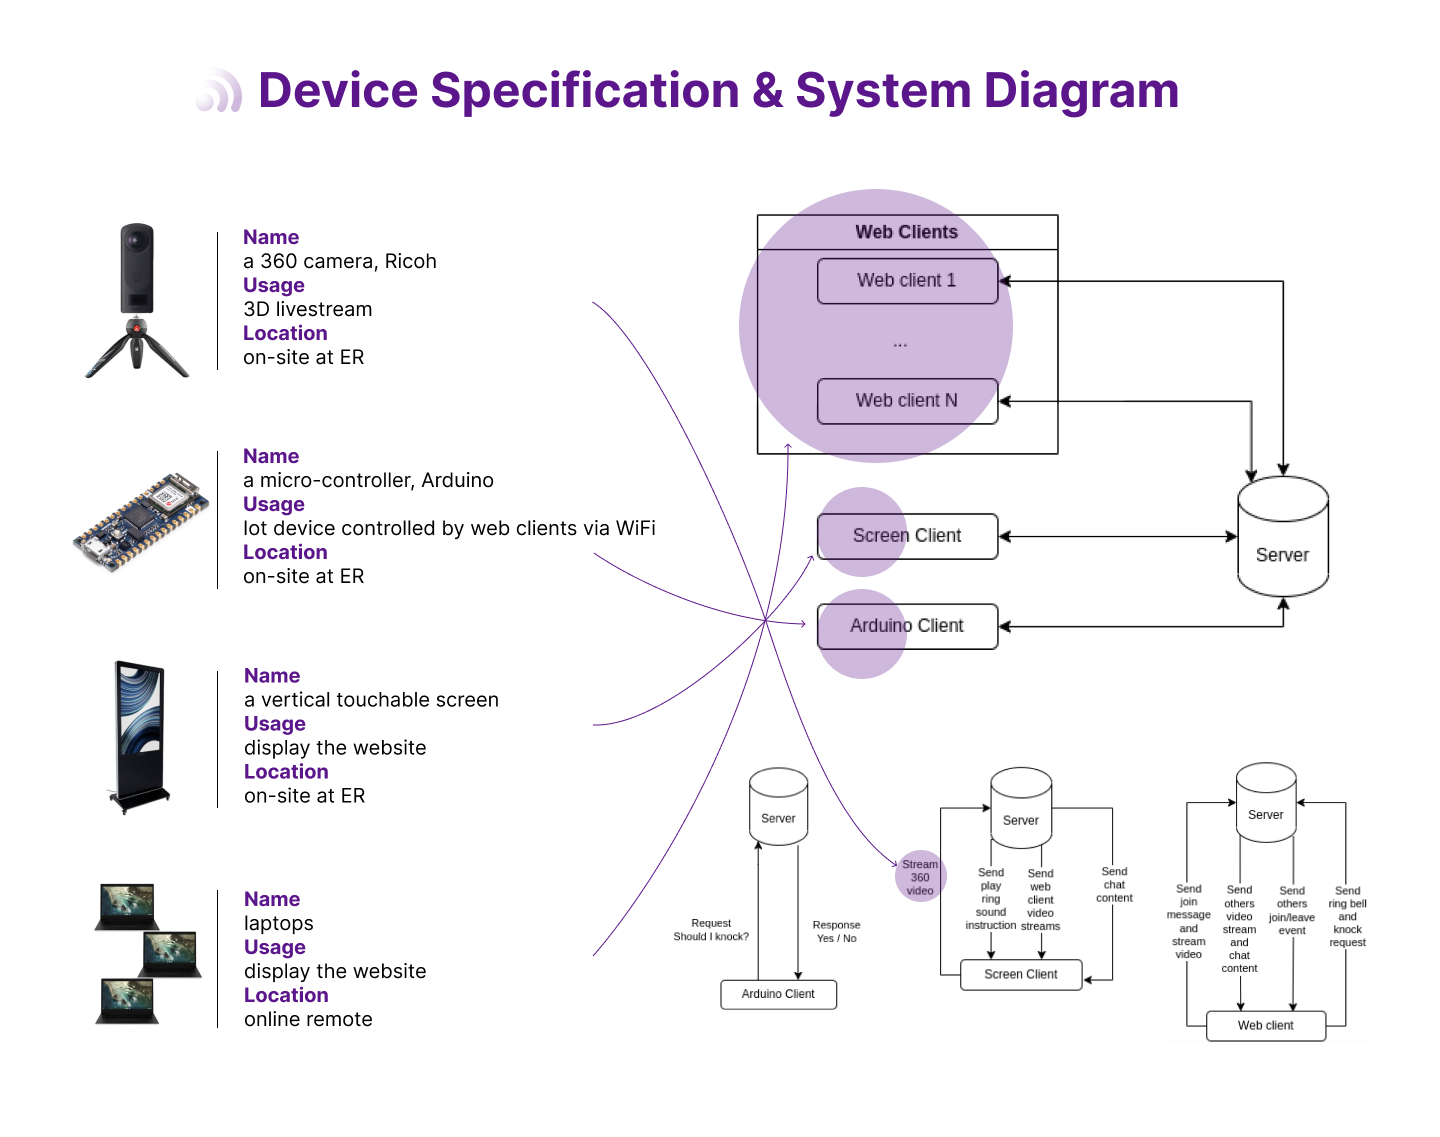 Device Specification & System Diagram
Name
a 360 camera, Ricoh
Usage
3D livestream
Location
on-site at ER
Name
a micro-controller, Arduino
Usage
Iot device controlled by web clients via WiFi
Location
on-site at ER
Name
a vertical touchable screen
Usage
display the website
Location
on-site at ER
Name
laptops
Usage
display the website
Location
online remote
Web Clients
Web client 1
...
Web client N
Screen Client
Arduino Client
Server
Server
Request
Should I knock?
Response
Yes / No
Arduino Client
Server
Stream
360
video
Send
play
ring
sound
instruction
Send
web
client
video
streams
Send
chat
content
Screen Client
Server
Send
join
message
and
stream
video
Send
others
video
stream
and
chat
content
Send
others
join/leave
event
Send
ring bell
and
knock
request
Web client